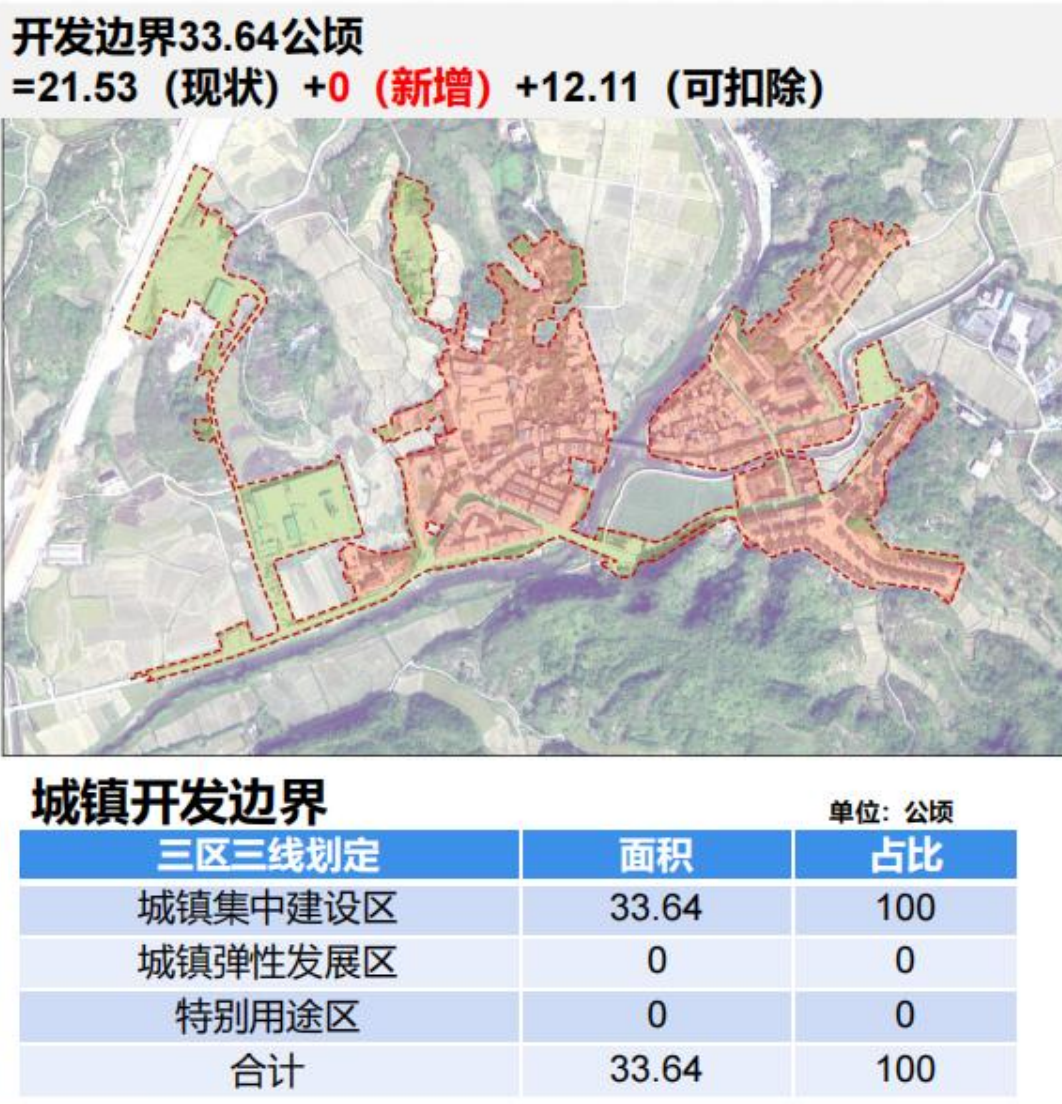 开发边界33.64公顷
=21.53（现状）+0（新增）+12.11（可扣除）
城镇开发边界
单位：公顷
三区三线划定 面积 占比
城镇集中建设区 33.64 100
城镇弹性发展区 0 0
特别用途区 0 0
合计 33.64 100